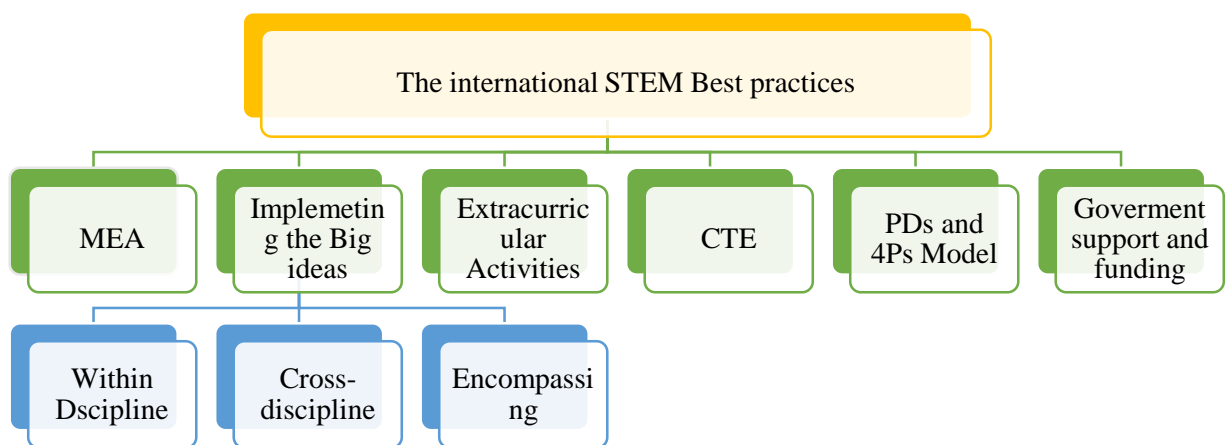 The international STEM Best practices
MEA
Implemetin
g the Big
ideas
Extracurric
ular
Activities
CTE
PDs and
4Ps Model
Goverment
support and
funding
Within
Dscipline
Cross-
discipline
Encompassi
ng